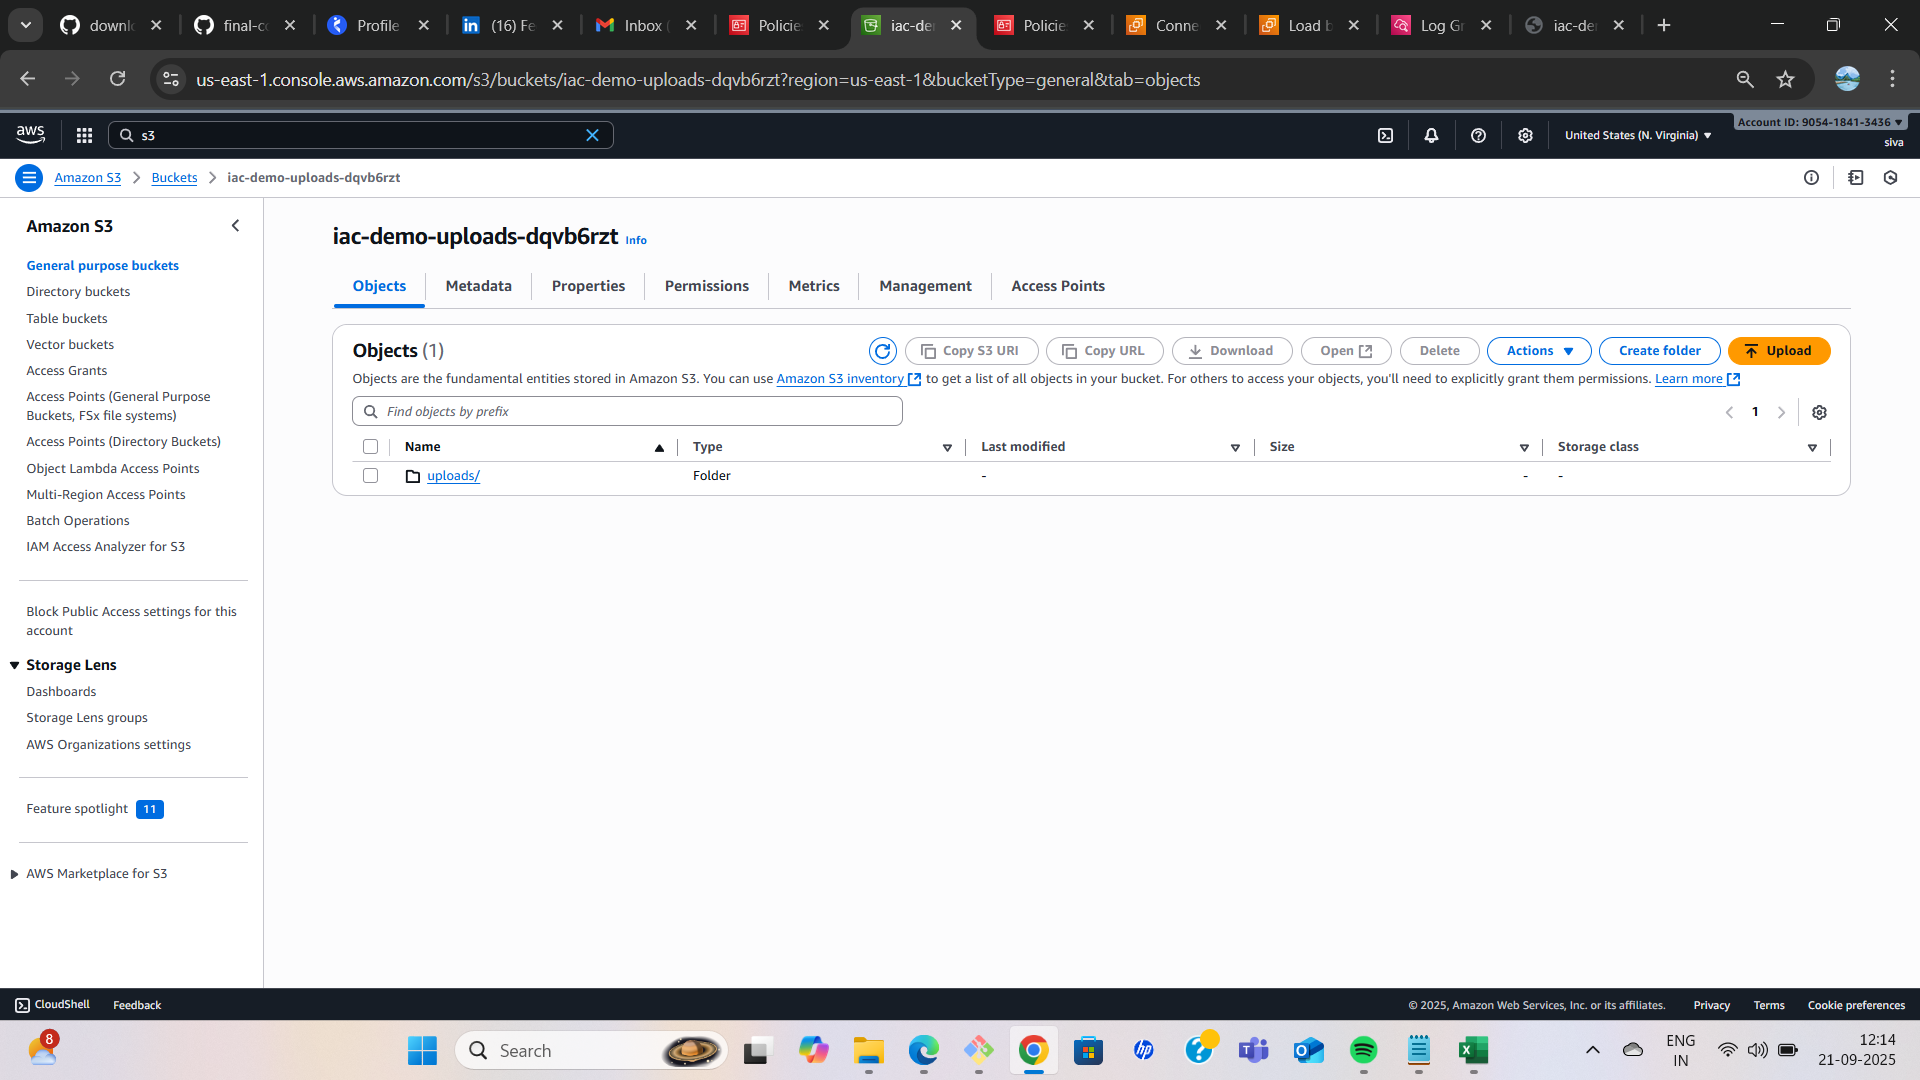 downlo
final-co
Profile
(16) Fe
Inbox (
Policie
iac-de
Policie
Conne
Load b
Log Gr
iac-de
us-east-1.console.aws.amazon.com/s3/buckets/iac-demo-uploads-dqvb6rzt?region=us-east-1&bucketType=general&tab=objects
aws
s3
United States (N. Virginia)
Account ID: 9054-1841-3436
siva
Amazon S3
Buckets
iac-demo-uploads-dqvb6rzt
Amazon S3
General purpose buckets
Directory buckets
Table buckets
Vector buckets
Access Grants
Access Points (General Purpose
Buckets, FSx file systems)
Access Points (Directory Buckets)
Object Lambda Access Points
Multi-Region Access Points
Batch Operations
IAM Access Analyzer for S3
Block Public Access settings for this
account
Storage Lens
Dashboards
Storage Lens groups
AWS Organizations settings
Feature spotlight 11
AWS Marketplace for S3
iac-demo-uploads-dqvb6rzt Info
Objects
Metadata
Properties
Permissions
Metrics
Management
Access Points
Objects (1)
Copy S3 URI
Copy URL
Download
Open
Delete
Actions
Create folder
Upload
Objects are the fundamental entities stored in Amazon S3. You can use Amazon S3 inventory to get a list of all objects in your bucket. For others to access your objects, you'll need to explicitly grant them permissions. Learn more
Find objects by prefix
1
Name Type Last modified Size Storage class
uploads/ Folder - - -
CloudShell
Feedback
© 2025, Amazon Web Services, Inc. or its affiliates.
Privacy
Terms
Cookie preferences
8
Search
ENG
IN
12:14
21-09-2025